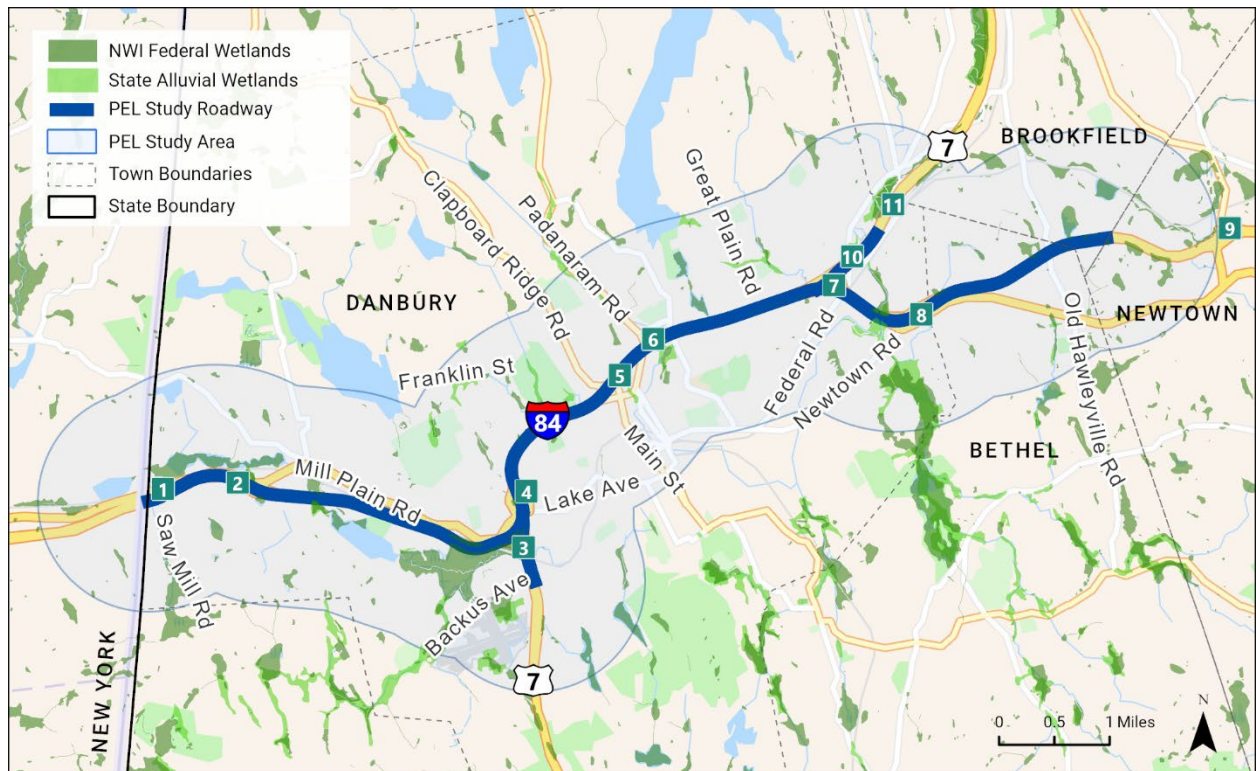 NWI Federal Wetlands
State Alluvial Wetlands
PEL Study Roadway
PEL Study Area
Town Boundaries
State Boundary
7
BROOKFIELD
Great Plain Rd
Clapboard Ridge Rd
Padanaram Rd
11
9
10
DANBURY
7
8
NEWTOWN
6
Old Hawleyville Rd
Federal Rd
Newtown Rd
Franklin St
5
84
Main St
BETHEL
Mill Plain Rd
1
2
4
Lake Ave
3
Saw Mill Rd
Backus Ave
7
NEW YORK
N
0 0.5 1 Miles